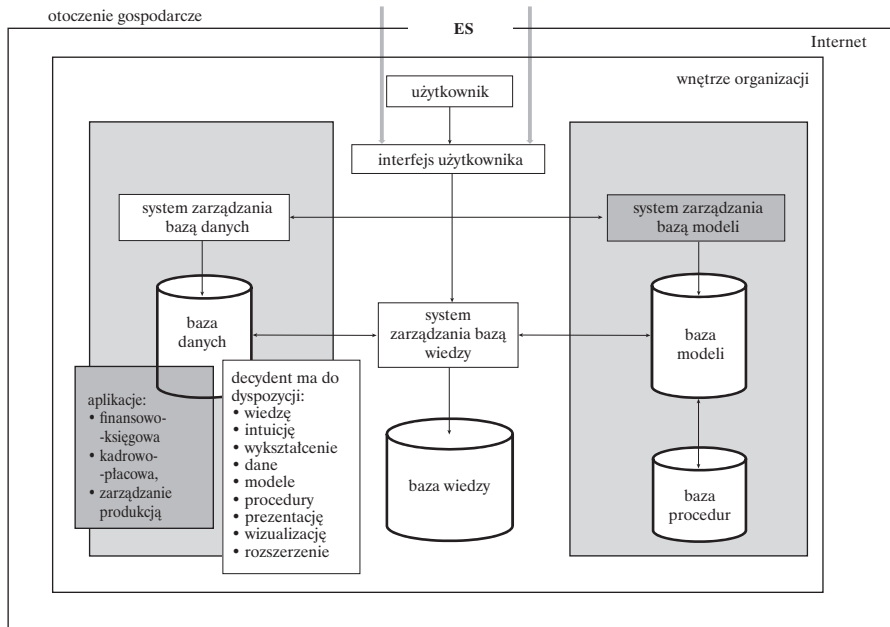 otoczenie gospodarcze
ES
Internet
wnętrze organizacji
użytkownik
interfejs użytkownika
system zarządzania
bazą danych
system zarządzania
bazą modeli
baza
danych
system
zarządzania bazą
wiedzy
baza
modeli
aplikacje:
• finansowo-
-księgowa
• kadrowo-
-płacowa,
• zarządzanie
produkcją
decydent ma do
dyspozycji:
• wiedzę
• intuicję
• wykształcenie
• dane
• modele
• procedury
• prezentację
• wizualizację
• rozszerzenie
baza wiedzy
baza
procedur